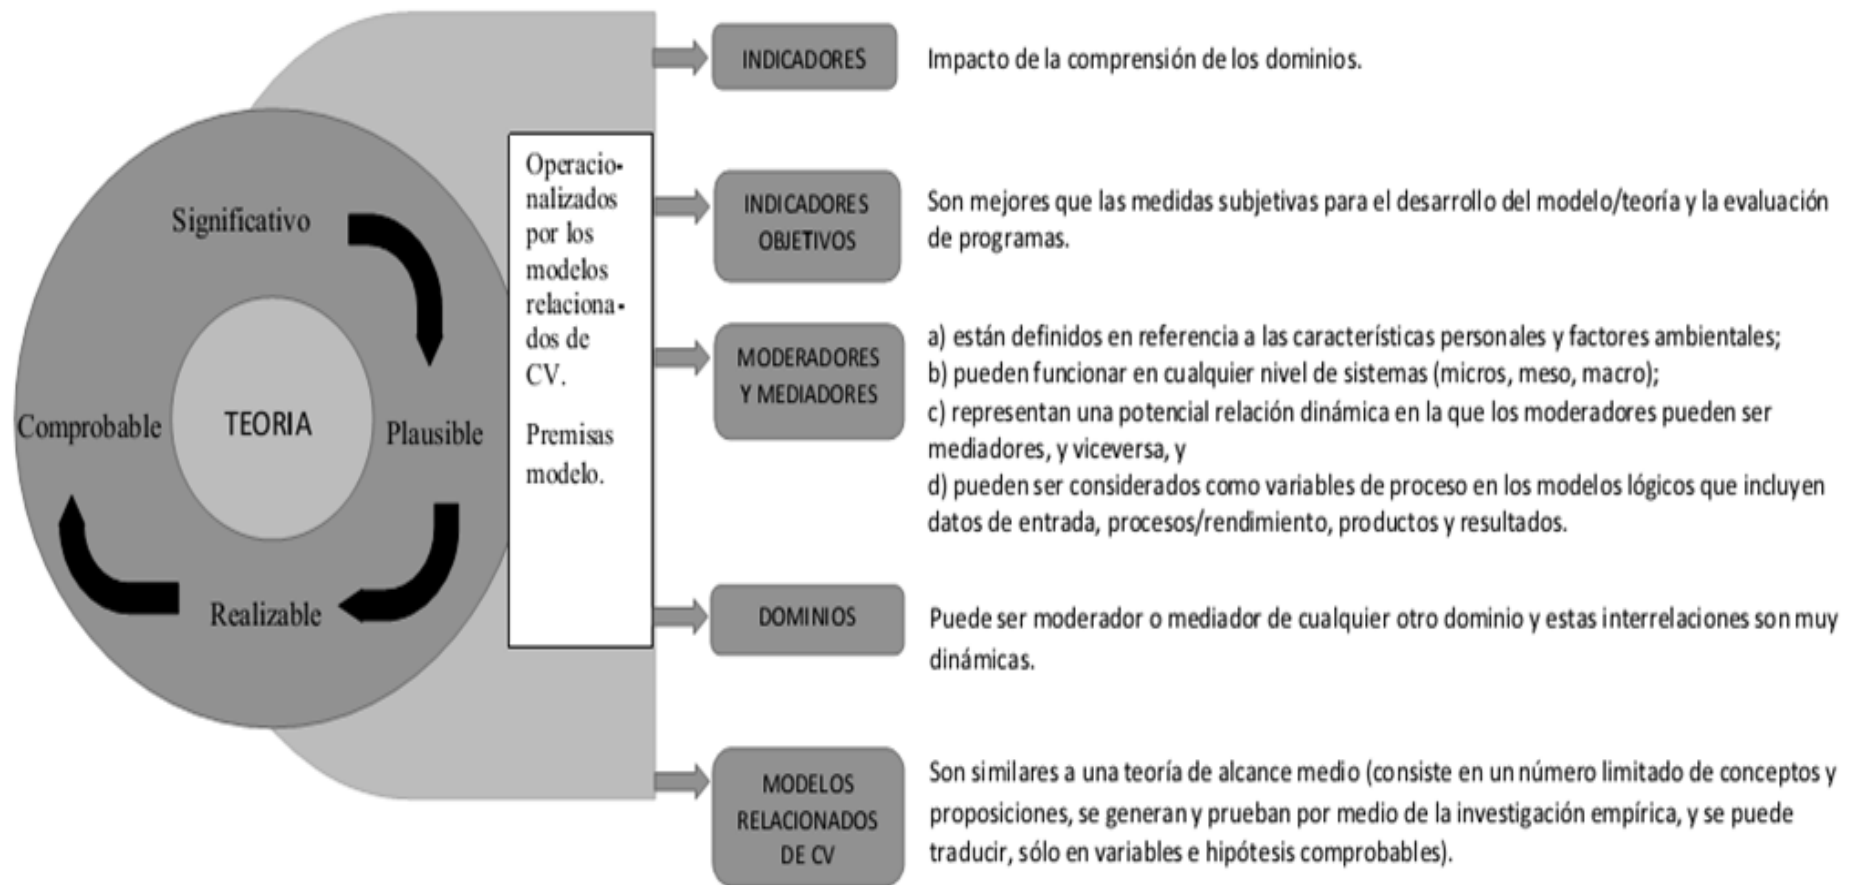 Significativo
Comprobable
TEORIA
Plausible
Realizable
Operacio-
nalizados
por los
modelos
relaciona-
dos de
CV.
Premisas
modelo.
INDICADORES
Impacto de la comprensión de los dominios.
INDICADORES
OBJETIVOS
Son mejores que las medidas subjetivas para el desarrollo del modelo/teoría y la evaluación
de programas.
MODERADORES
Y MEDIADORES
a) están definidos en referencia a las características personales y factores ambientales;
b) pueden funcionar en cualquier nivel de sistemas (micros, meso, macro);
c) representan una potencial relación dinámica en la que los moderadores pueden ser
mediadores, y viceversa, y
d) pueden ser considerados como variables de proceso en los modelos lógicos que incluyen
datos de entrada, procesos/rendimiento, productos y resultados.
DOMINIOS
Puede ser moderador o mediador de cualquier otro dominio y estas interrelaciones son muy
dinámicas.
MODELOS
RELACIONADOS
DE CV
Son similares a una teoría de alcance medio (consiste en un número limitado de conceptos y
proposiciones, se generan y prueban por medio de la investigación empírica, y se puede
traducir, sólo en variables e hipótesis comprobables).